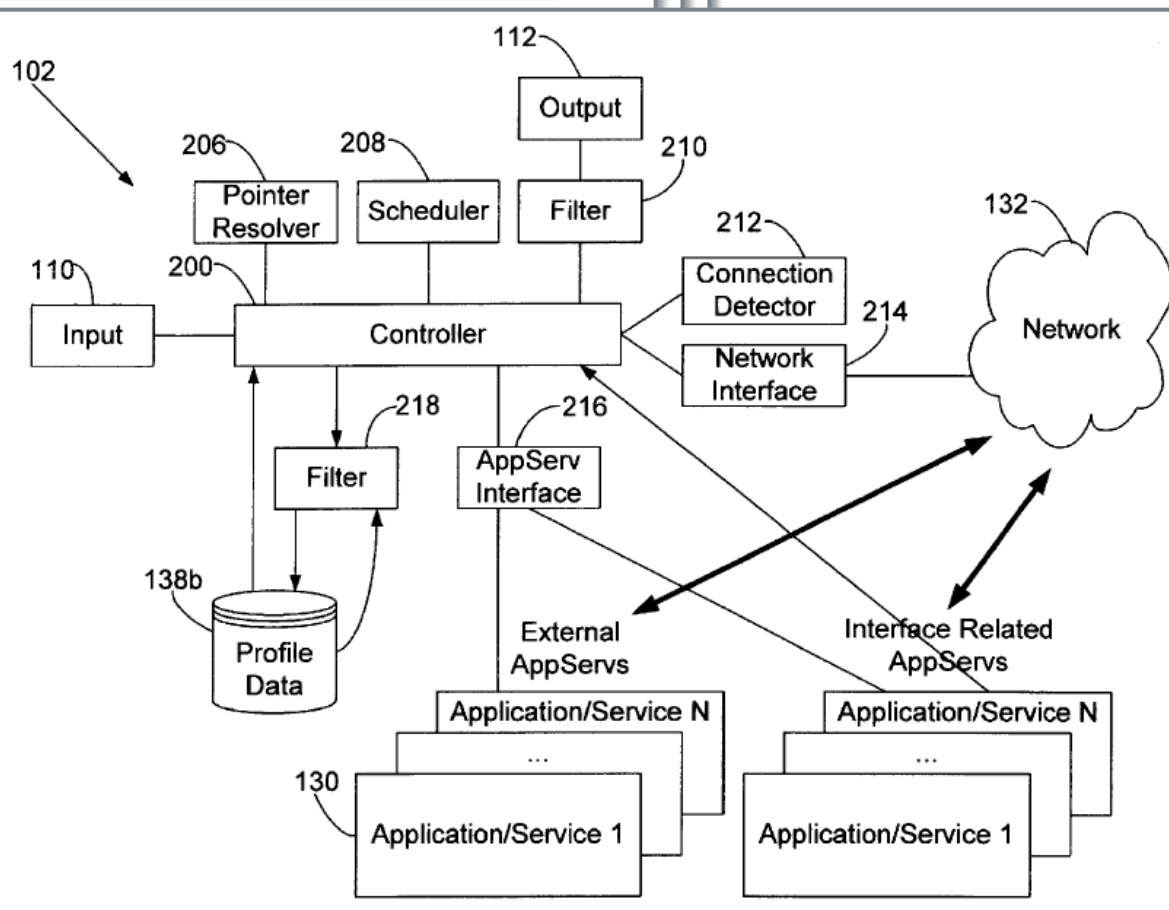 112
102
Output
206
208
210
Pointer
Resolver
Scheduler
Filter
132
212
110
200
Connection
Detector
214
Input
Controller
Network
Network
Interface
218
216
Filter
AppServ
Interface
138b
Profile
Data
External
AppServs
Interface Related
AppServs
Application/Service N
Application/Service N
...
...
130
Application/Service 1
Application/Service 1